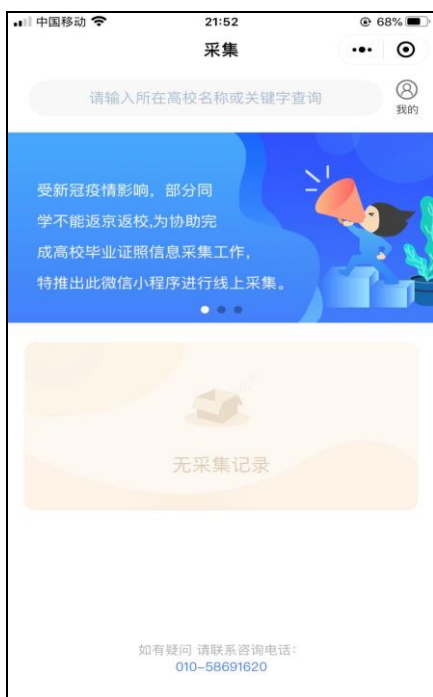 中国移动
21:52
68%
采集
请输入所在高校名称或关键字查询
我的
受新冠疫情影响，部分同
学不能返京返校,为协助完
成高校毕业证照信息采集工作，
特推出此微信小程序进行线上采集。
无采集记录
如有疑问 请联系咨询电话：
010-58691620